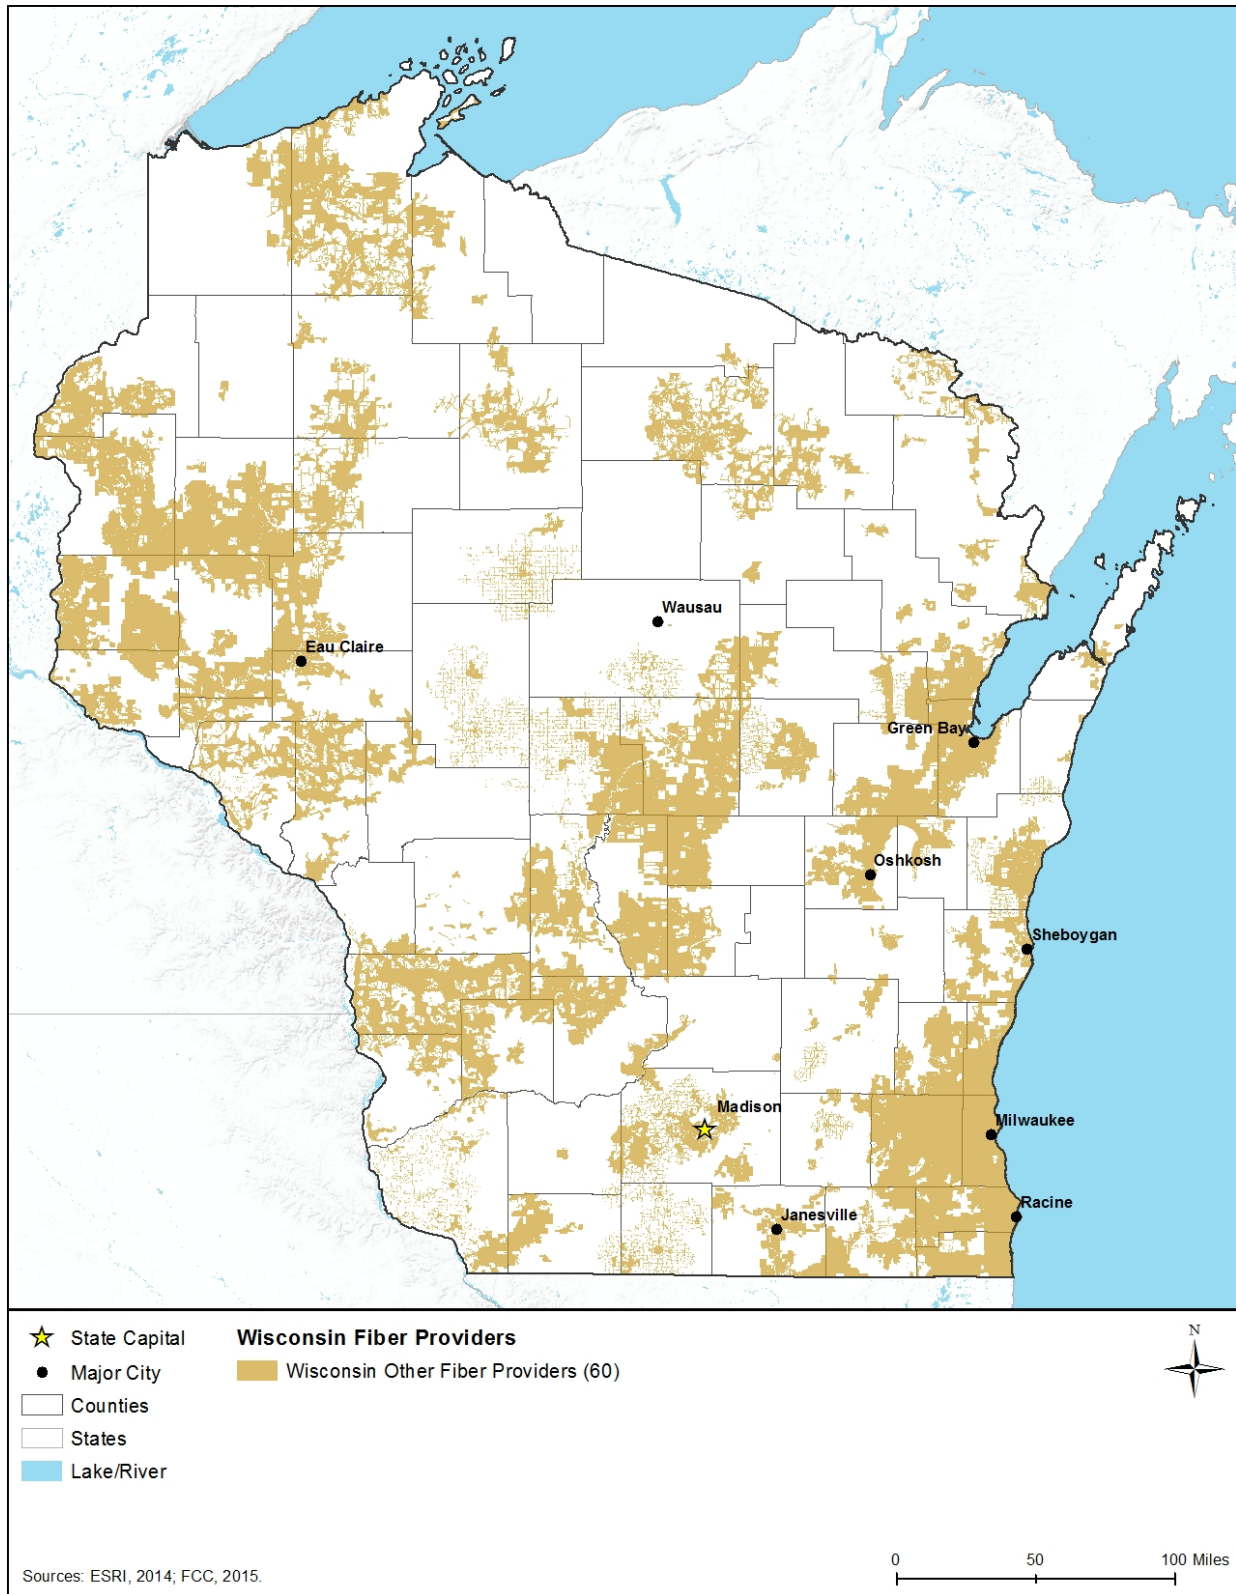 Wausau
Eau Claire
Green Bay
Oshkosh
Sheboygan
Madison
Milwaukee
Janesville
Racine
State Capital
Major City
Counties
States
Lake/River
Wisconsin Fiber Providers
Wisconsin Other Fiber Providers (60)
N
0 50 100 Miles
Sources: ESRI, 2014; FCC, 2015.